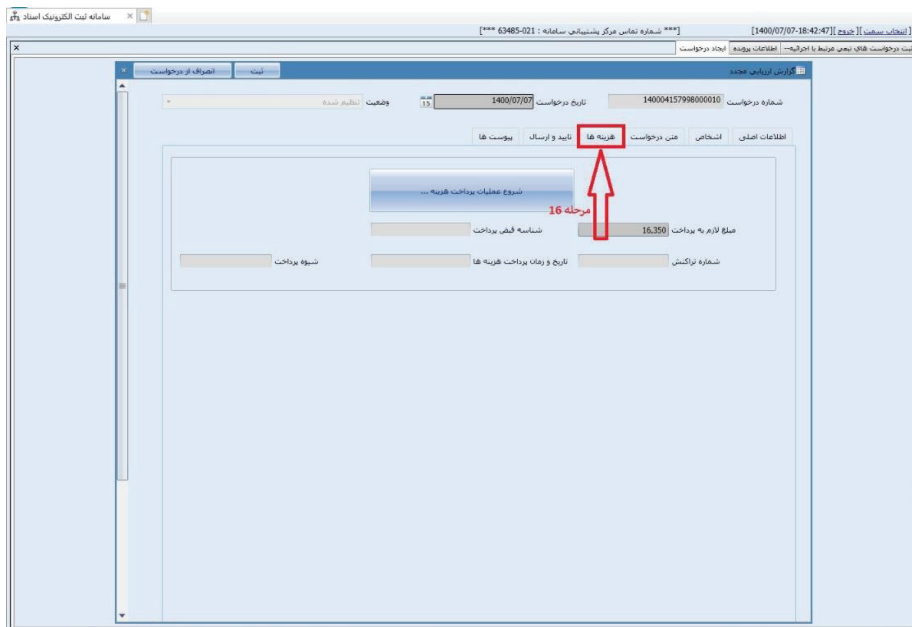 سامانه ثبت الکترونیک اسناد
[انتخاب سمت][خروج][1400/07/07-18:42:47]
[*** شماره تماس مرکز پشتیبانی سامانه : 021-63485 ***]
ثبت درخواست های نیمی مرتبط با اجرائیه-- اطلاعات پرونده ایجاد درخواست
گزارش ارزیابی مجدد ثبت انصراف از درخواست
شماره درخواست 140004157998000010 تاریخ درخواست 1400/07/07 15 وضعیت تنظیم شده
اطلاعات اصلی اشخاص متن درخواست هزینه ها تایید و ارسال پیوست ها
شروع عملیات پرداخت هزینه ...
مرحله 16
مبلغ لازم به پرداخت 16,350 شناسه قبض پرداخت
شماره تراکنش تاریخ و زمان پرداخت هزینه ها شیوه پرداخت